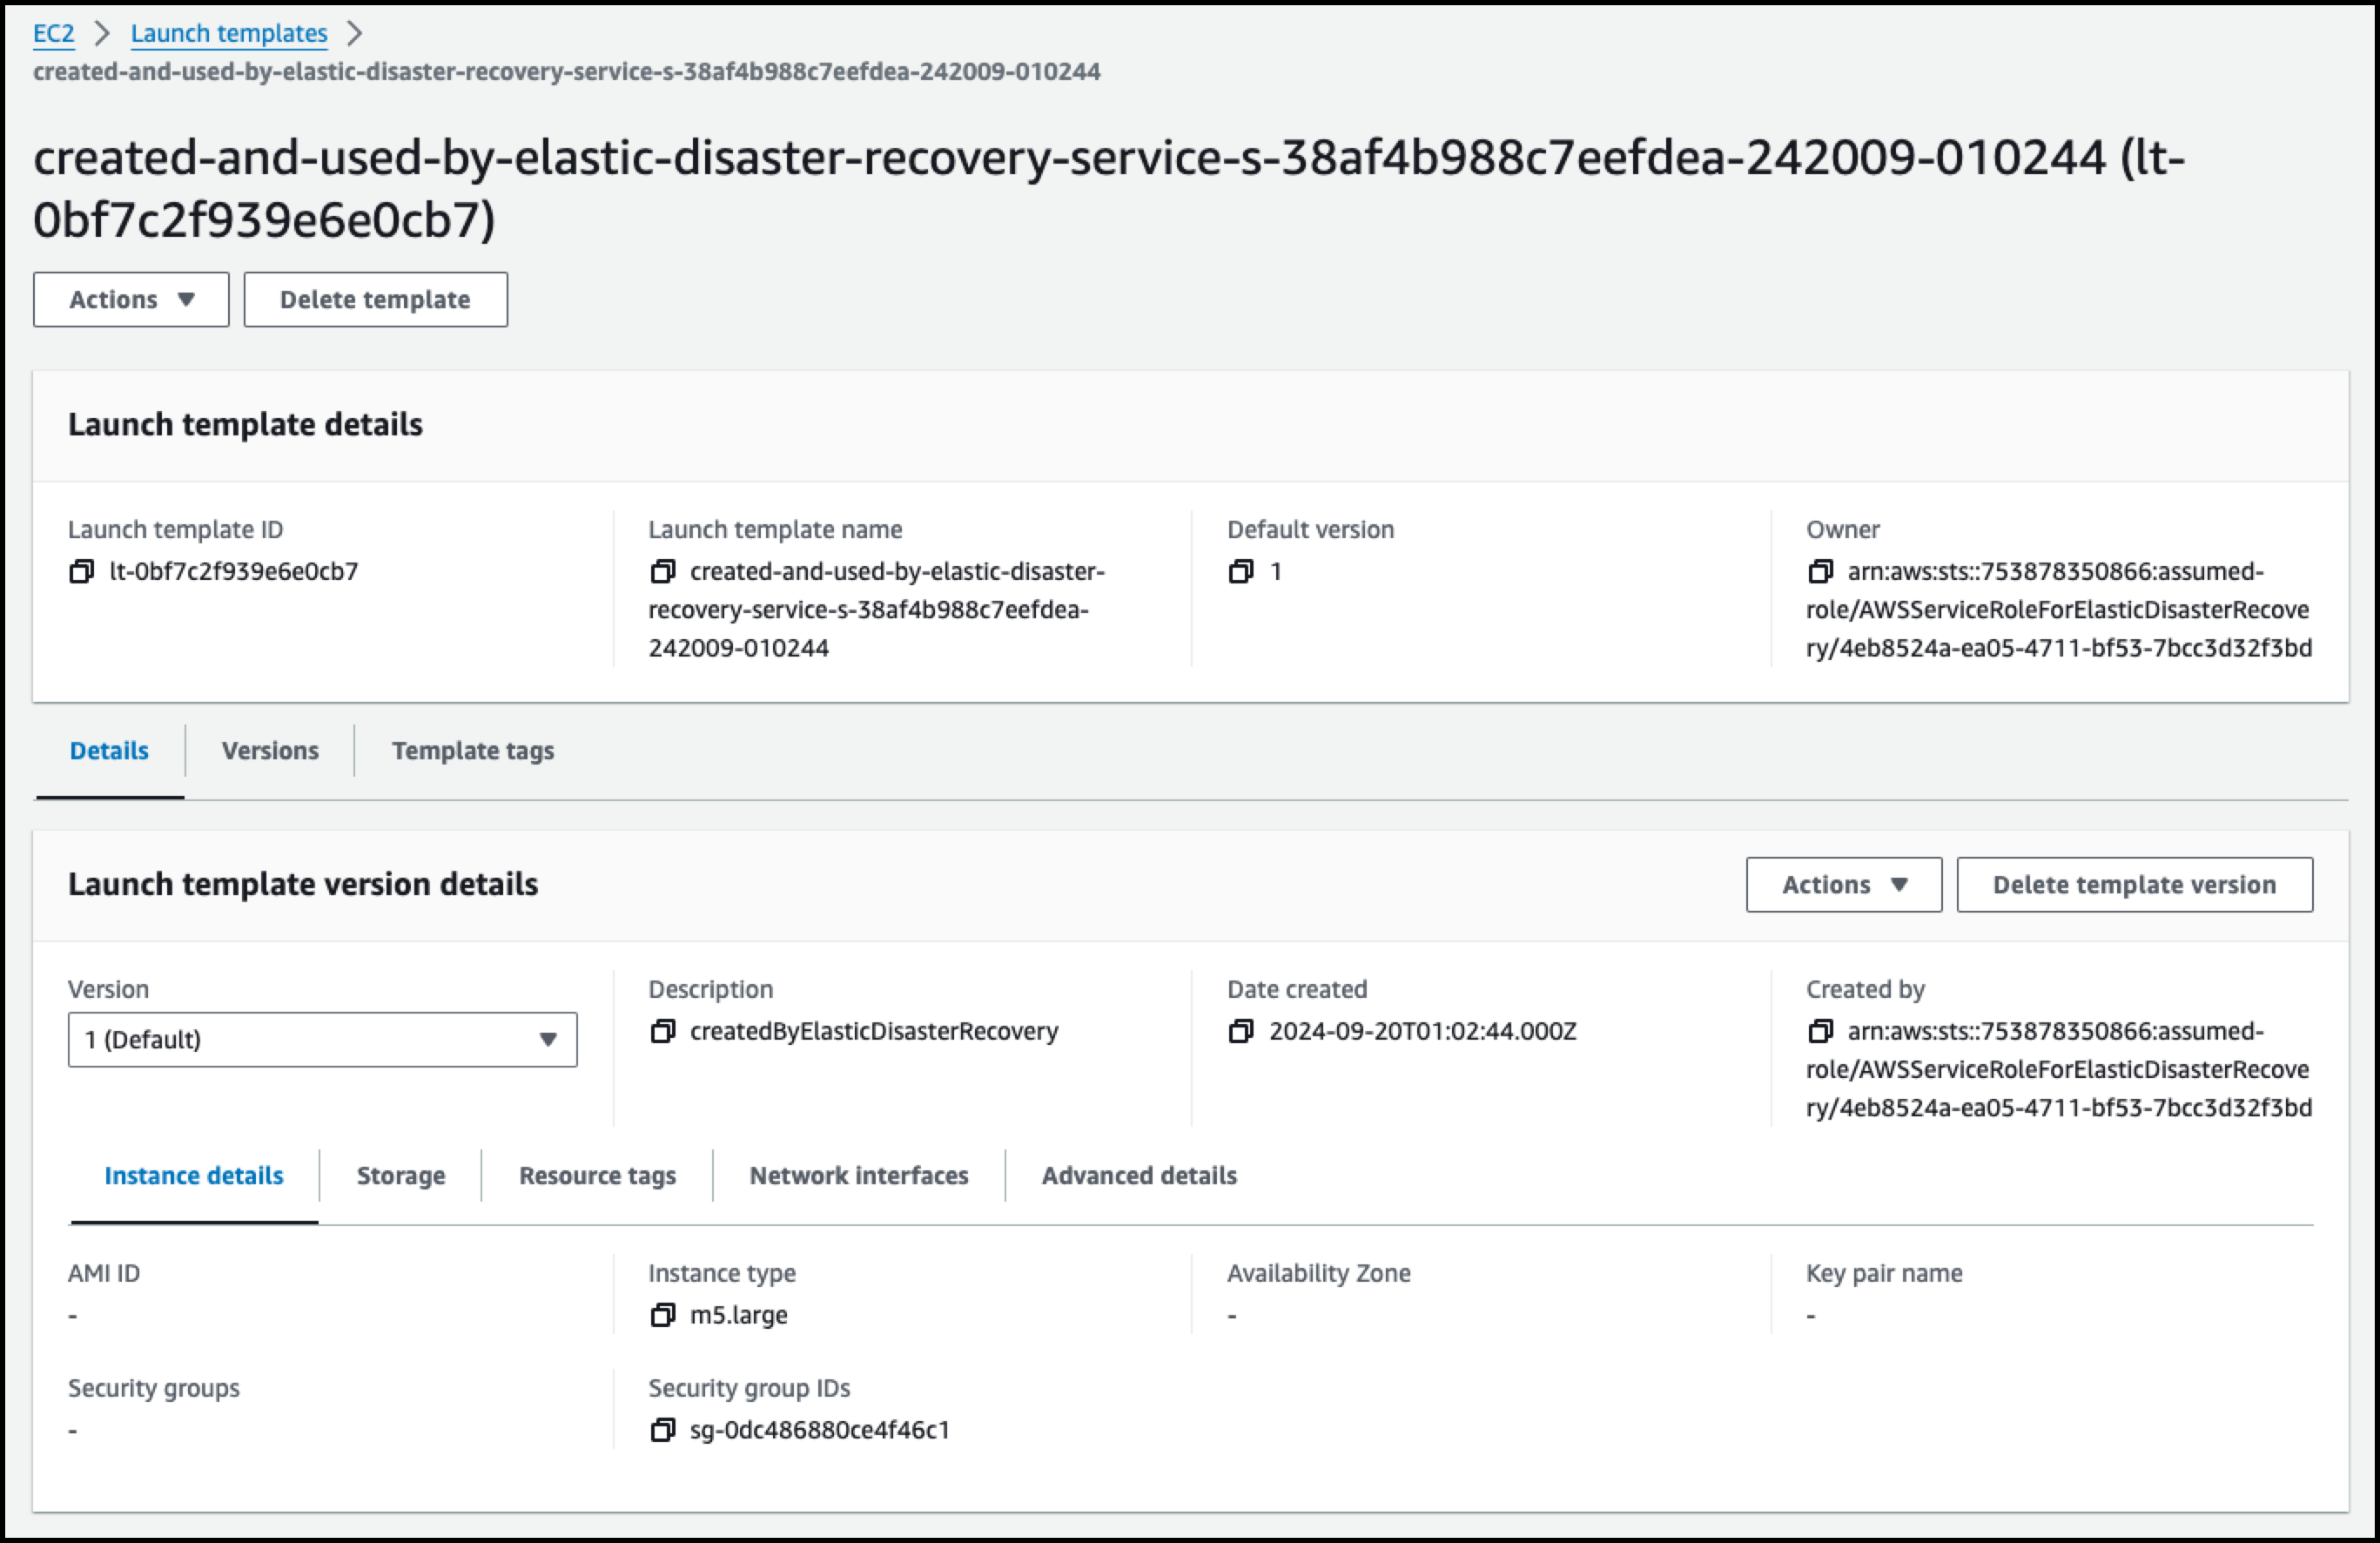 EC2 > Launch templates >
created-and-used-by-elastic-disaster-recovery-service-s-38af4b988c7eefdea-242009-010244
created-and-used-by-elastic-disaster-recovery-service-s-38af4b988c7eefdea-242009-010244 (lt-
0bf7c2f939e6e0cb7)
Actions ▼ Delete template
Launch template details
Launch template ID
lt-0bf7c2f939e6e0cb7
Launch template name
created-and-used-by-elastic-disaster-
recovery-service-s-38af4b988c7eefdea-
242009-010244
Default version
1
Owner
arn:aws:sts::753878350866:assumed-
role/AWSServiceRoleForElasticDisasterRecove
ry/4eb8524a-ea05-4711-bf53-7bcc3d32f3bd
Details Versions Template tags
Launch template version details
Actions ▼ Delete template version
Version
1 (Default) ▼
Description
createdByElasticDisasterRecovery
Date created
2024-09-20T01:02:44.000Z
Created by
arn:aws:sts::753878350866:assumed-
role/AWSServiceRoleForElasticDisasterRecove
ry/4eb8524a-ea05-4711-bf53-7bcc3d32f3bd
Instance details Storage Resource tags Network interfaces Advanced details
AMI ID
-
Instance type
m5.large
Availability Zone
-
Key pair name
-
Security groups
-
Security group IDs
sg-0dc486880ce4f46c1